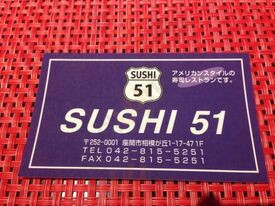 SUSHI
51
アメリカンスタイルの
寿司レストランです。
SUSHI 51
〒252-0001 座間市相模が丘1-17-47 1F
TEL 042-815-5251
FAX 042-815-5251